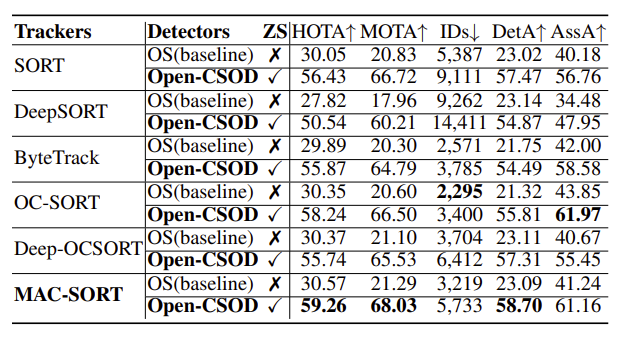 Trackers Detectors ZS HOTA↑ MOTA↑ IDs↓ DetA↑ AssA↑
SORT OS(baseline) ✗ 30.05 20.83 5,387 23.02 40.18
Open-CSOD ✓ 56.43 66.72 9,111 57.47 56.76
DeepSORT OS(baseline) ✗ 27.82 17.96 9,262 23.14 34.48
Open-CSOD ✓ 50.54 60.21 14,411 54.87 47.95
ByteTrack OS(baseline) ✗ 29.89 20.30 2,571 21.75 42.00
Open-CSOD ✓ 55.87 64.79 3,785 54.49 58.58
OC-SORT OS(baseline) ✗ 30.35 20.60 2,295 21.32 43.85
Open-CSOD ✓ 58.24 66.50 3,400 55.81 61.97
Deep-OCSORT OS(baseline) ✗ 30.37 21.10 3,704 23.11 40.67
Open-CSOD ✓ 55.74 65.53 6,412 57.31 55.45
MAC-SORT OS(baseline) ✗ 30.57 21.29 3,219 23.09 41.24
Open-CSOD ✓ 59.26 68.03 5,733 58.70 61.16